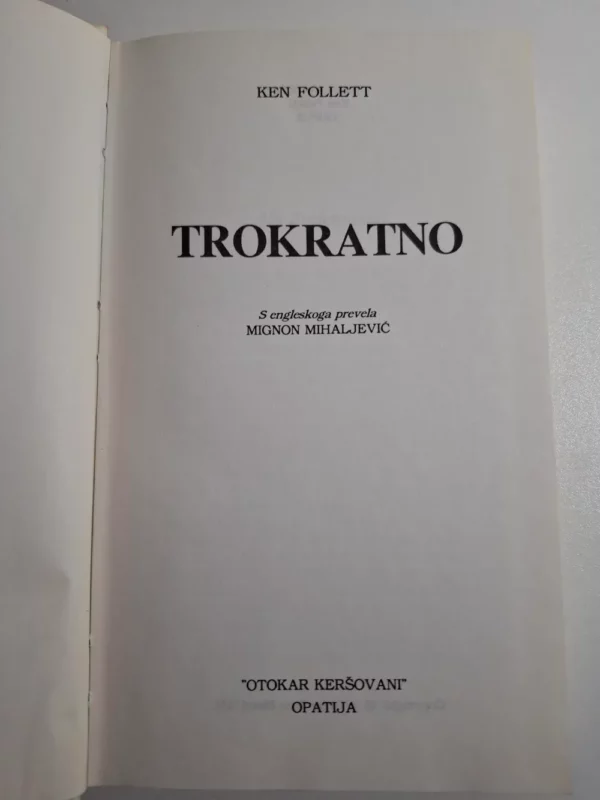 KEN FOLLETT
TROKRATNO
S engleskoga prevela
MIGNON MIHALJEVIĆ
"OTOKAR KERŠOVANI"
OPATIJA